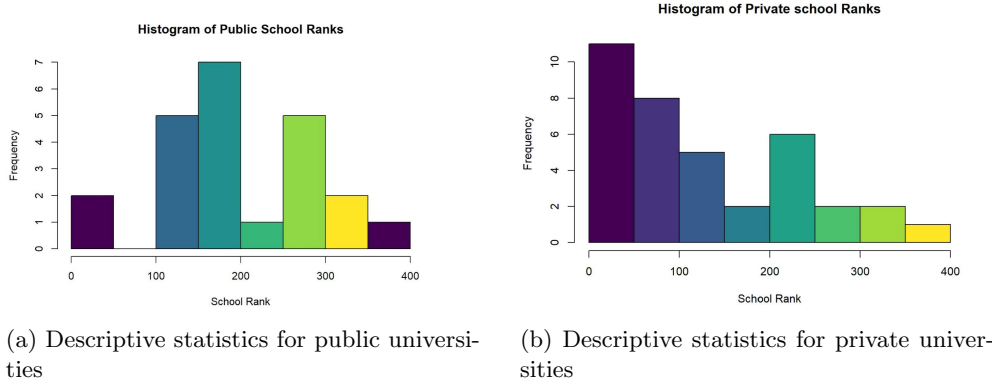 Histogram of Public School Ranks
Frequency
7
6
5
4
3
2
1
0
0 100 200 300 400
School Rank
(a) Descriptive statistics for public universi-
ties
Histogram of Private school Ranks
Frequency
10
8
6
4
2
0
0 100 200 300 400
School Rank
(b) Descriptive statistics for private univer-
sities